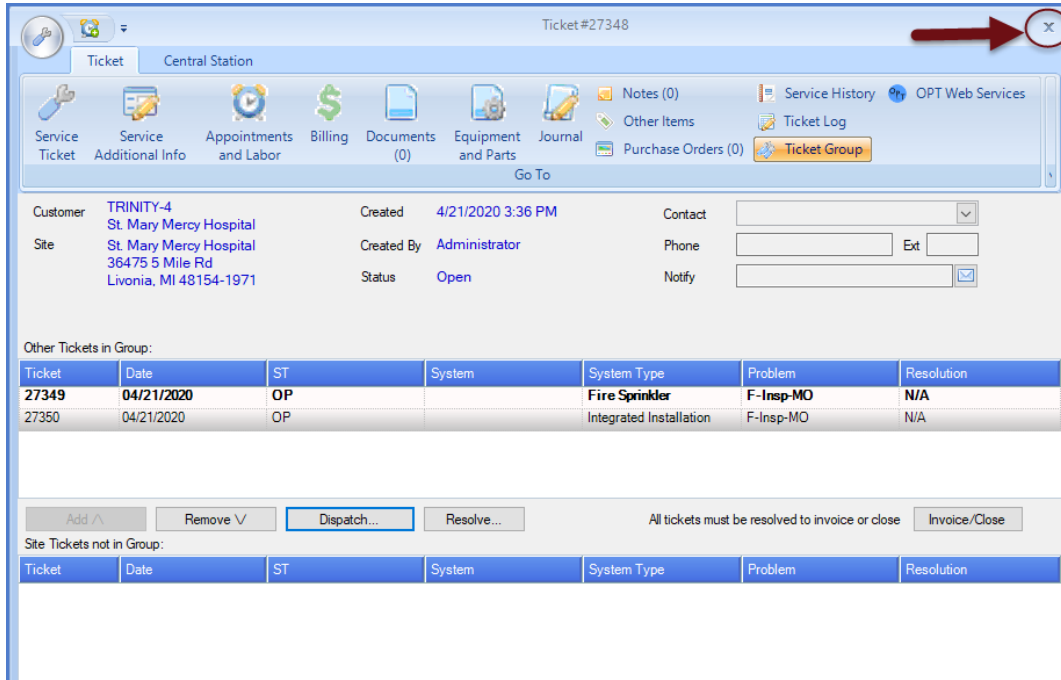 Ticket #27348
X
Ticket Central Station
Service Ticket
Service Additional Info
Appointments and Labor
Billing
Documents (0)
Equipment and Parts
Journal
Notes (0)
Other Items
Purchase Orders (0)
Service History
Ticket Log
Ticket Group
OPT Web Services
Go To
Customer TRINITY-4
St. Mary Mercy Hospital
Site St. Mary Mercy Hospital
36475 5 Mile Rd
Livonia, MI 48154-1971
Created 4/21/2020 3:36 PM
Created By Administrator
Status Open
Contact
Phone Ext
Notify
Other Tickets in Group:
Ticket Date ST System System Type Problem Resolution
27349 04/21/2020 OP Fire Sprinkler F-Insp-MO N/A
27350 04/21/2020 OP Integrated Installation F-Insp-MO N/A
Add /\ Remove \/ Dispatch... Resolve... All tickets must be resolved to invoice or close Invoice/Close
Site Tickets not in Group:
Ticket Date ST System System Type Problem Resolution